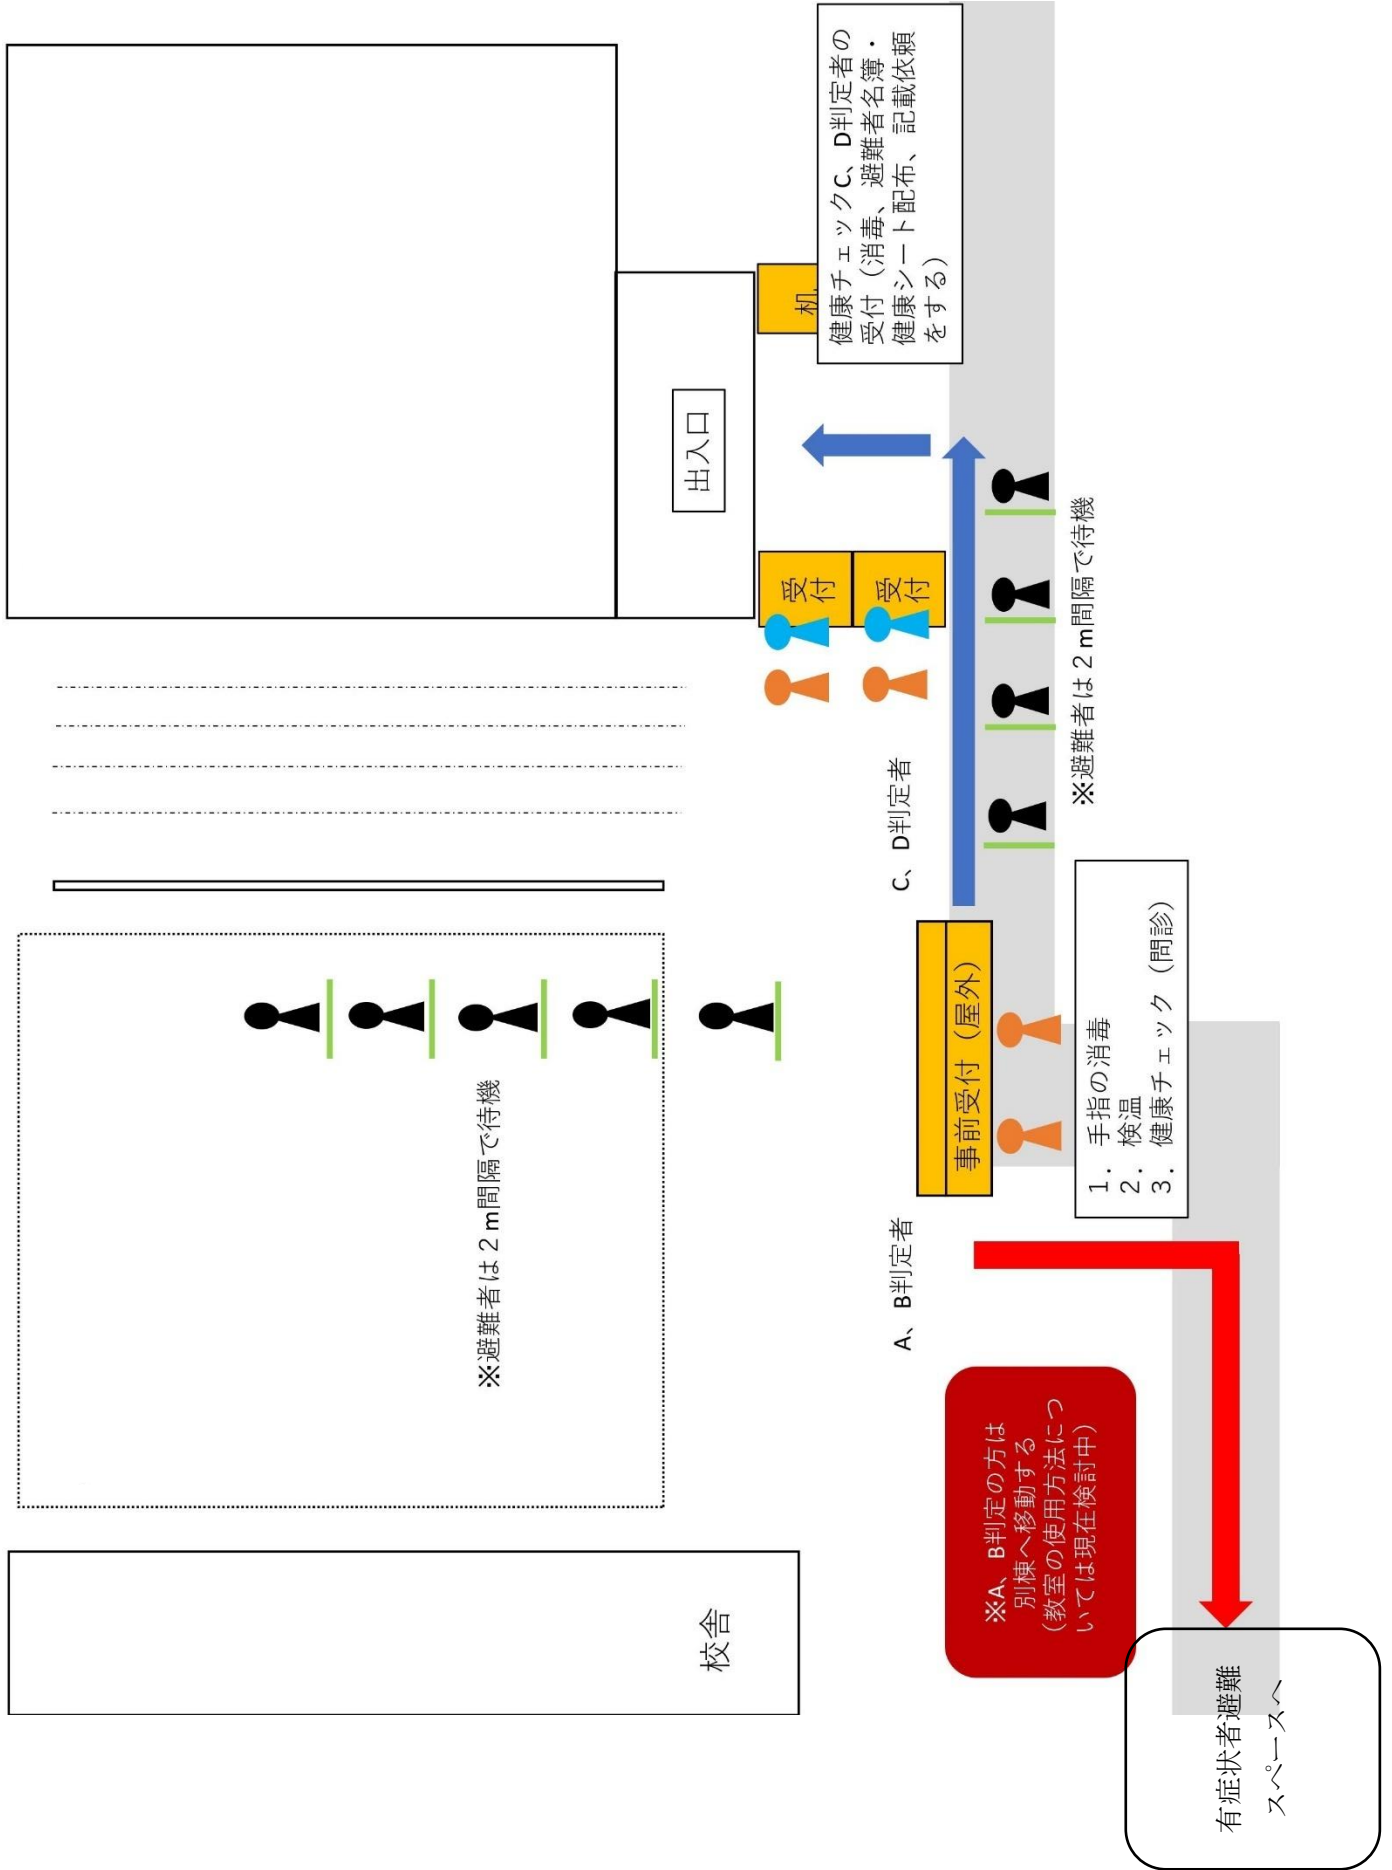 校舎
※避難者は２m間隔で待機
出入口
机
健康チェックC、D判定者の
受付（消毒、避難者名簿・
健康シート配布、記載依頼
をする）
受
付
受
付
A、B判定者
事前受付（屋外）
C、D判定者
※避難者は２m間隔で待機
１．手指の消毒
２．検温
３．健康チェック（問診）
※A、B判定の方は
別棟へ移動する
（教室の使用方法につ
いては現在検討中）
有症状者避難
スペースへ